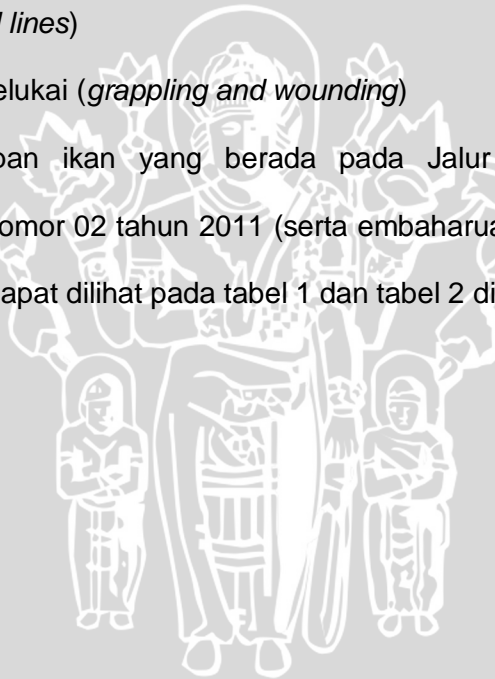 lines)
elukai (grappling and wounding)
pan ikan yang berada pada Jalur
omor 02 tahun 2011 (serta embaharua
apat dilihat pada tabel 1 dan tabel 2 di